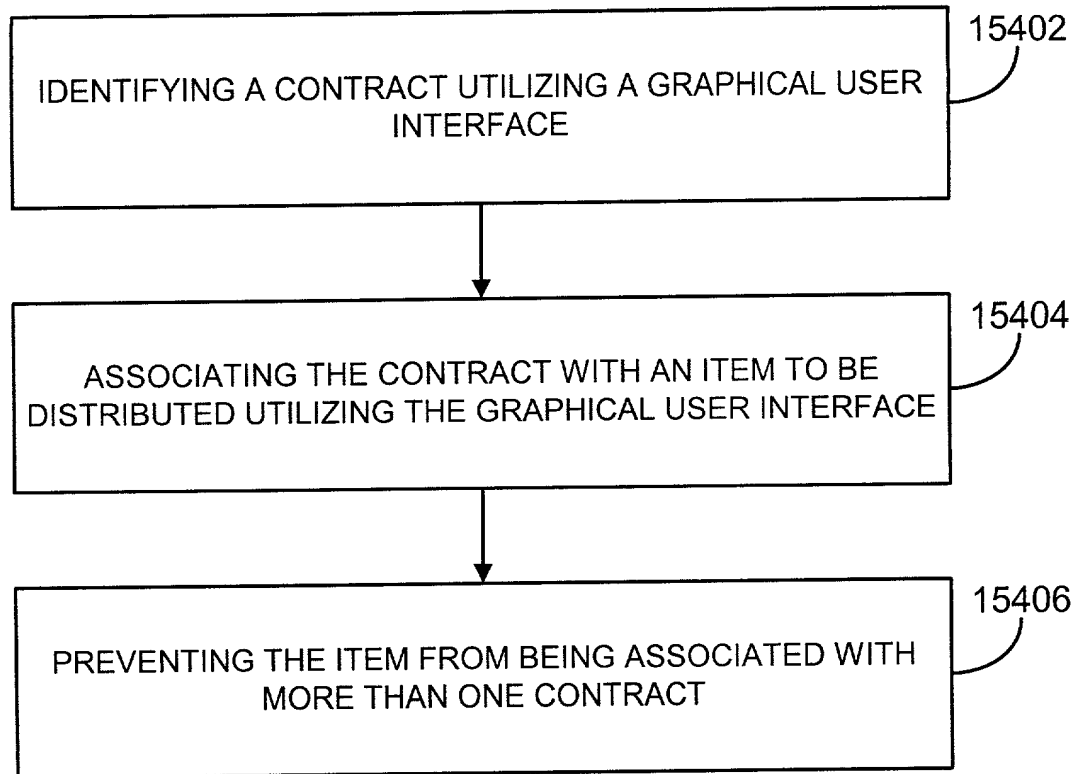 15402
IDENTIFYING A CONTRACT UTILIZING A GRAPHICAL USER
INTERFACE
15404
ASSOCIATING THE CONTRACT WITH AN ITEM TO BE
DISTRIBUTED UTILIZING THE GRAPHICAL USER INTERFACE
15406
PREVENTING THE ITEM FROM BEING ASSOCIATED WITH
MORE THAN ONE CONTRACT